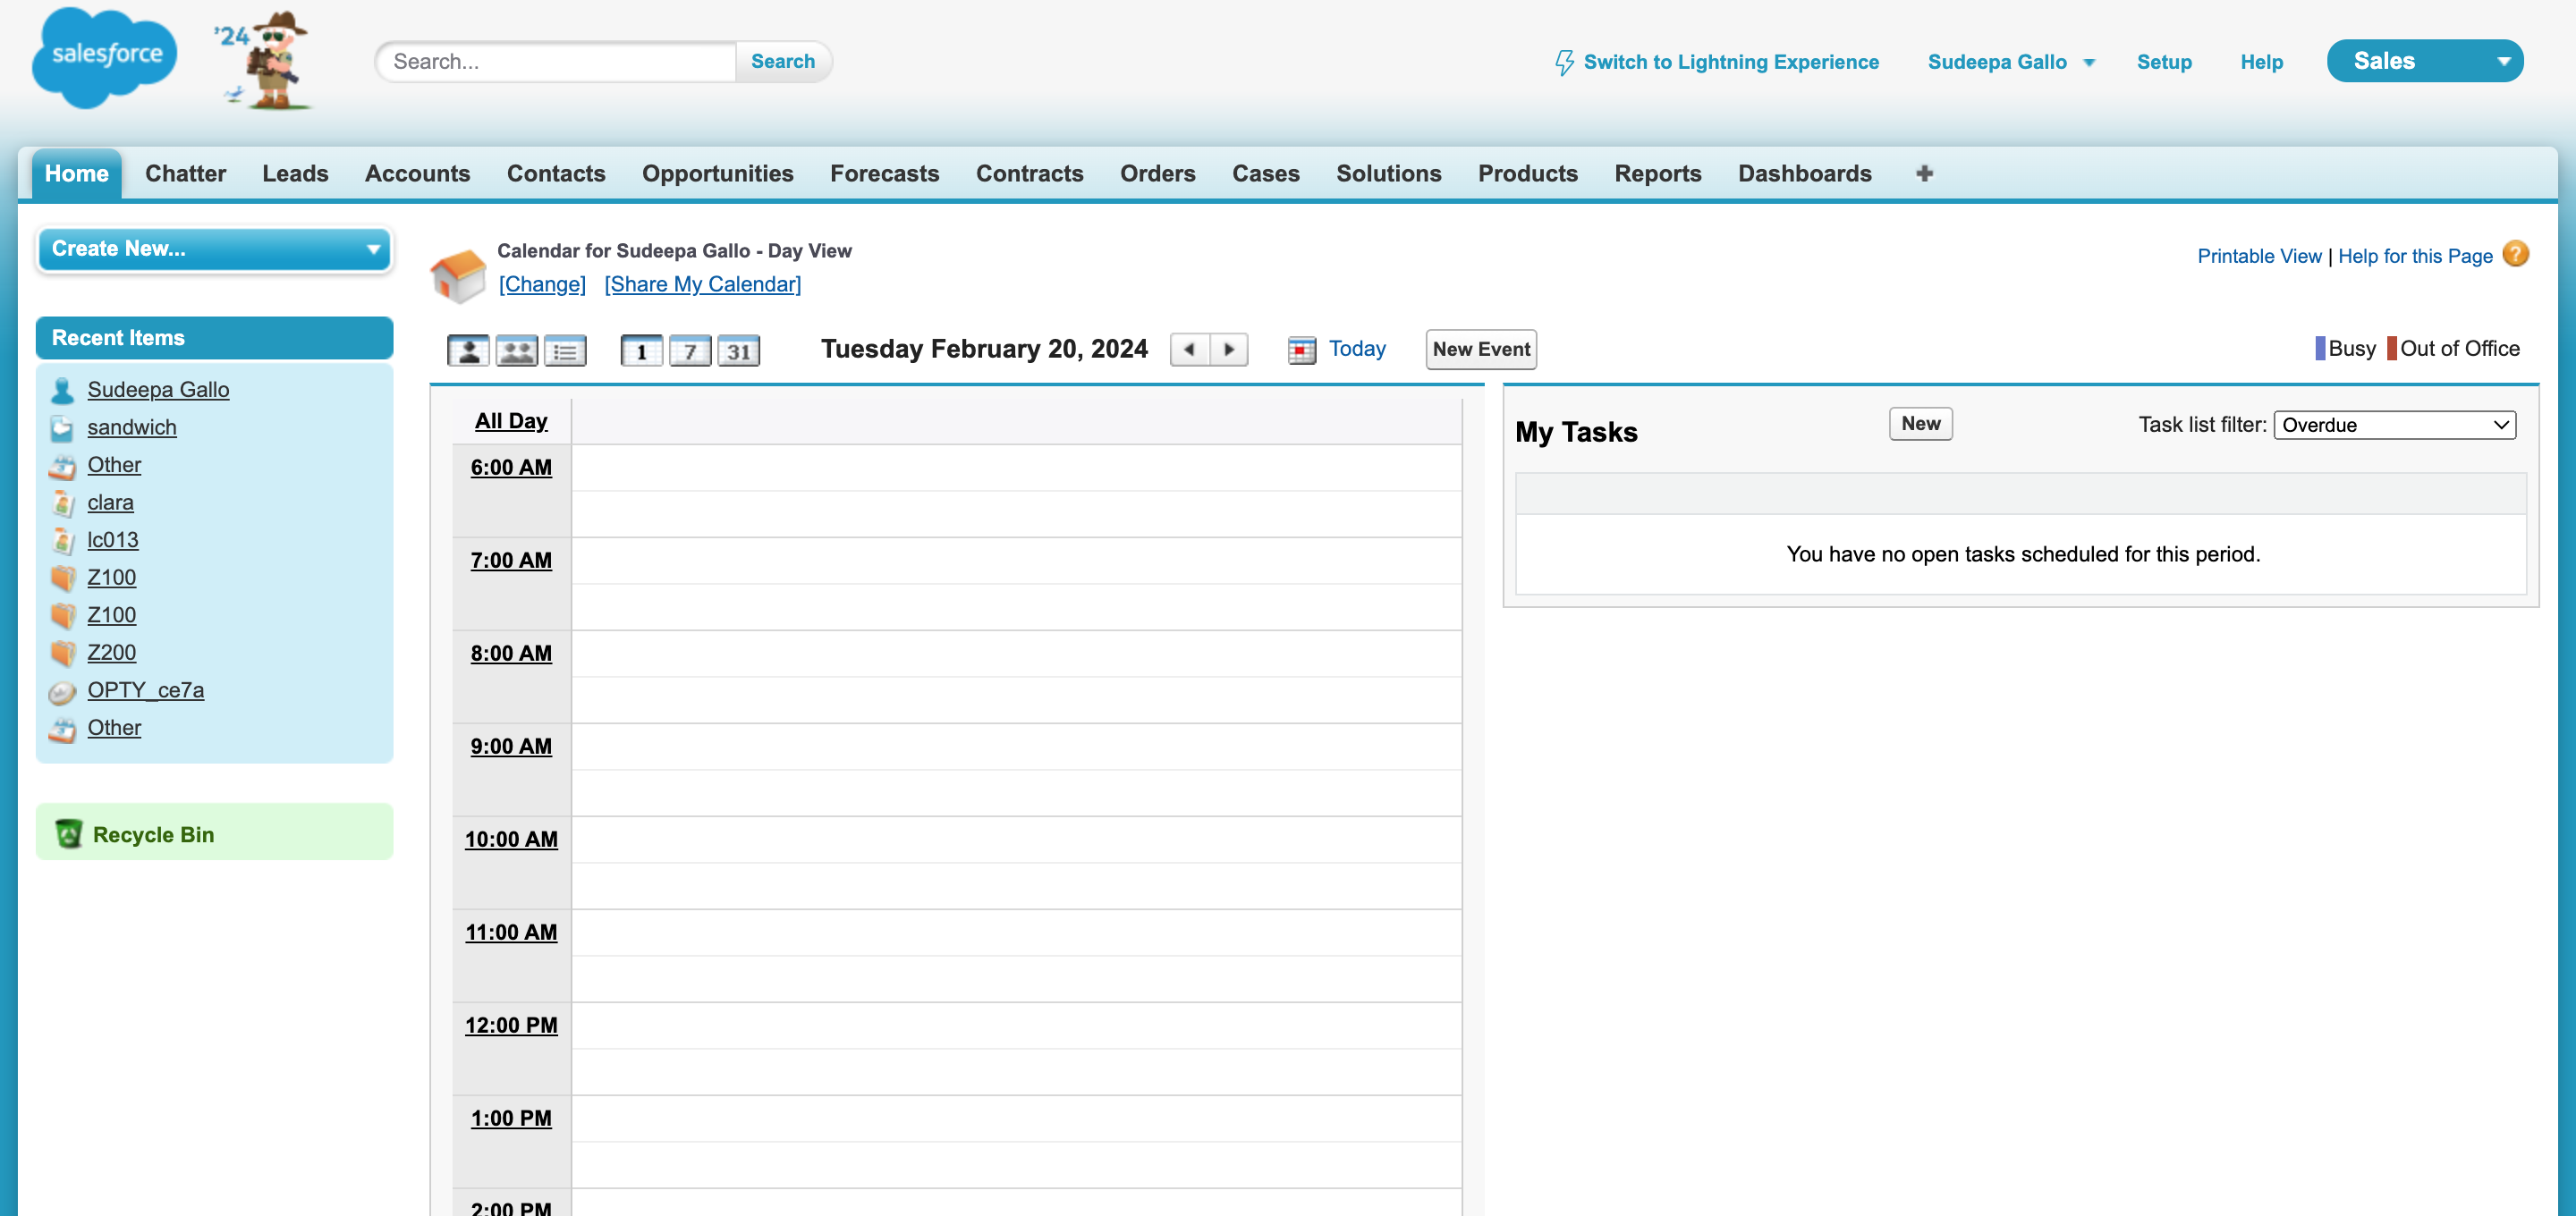 salesforce
'24
Search...
Search
Switch to Lightning Experience
Sudeepa Gallo
Setup
Help
Sales
Home
Chatter
Leads
Accounts
Contacts
Opportunities
Forecasts
Contracts
Orders
Cases
Solutions
Products
Reports
Dashboards
+
Create New...
Recent Items
Sudeepa Gallo
sandwich
Other
clara
lc013
Z100
Z100
Z200
OPTY_ce7a
Other
Recycle Bin
Calendar for Sudeepa Gallo - Day View
[Change] [Share My Calendar]
Printable View | Help for this Page ?
1
7
31
Tuesday February 20, 2024
Today
New Event
Busy
Out of Office
All Day
6:00 AM
7:00 AM
8:00 AM
9:00 AM
10:00 AM
11:00 AM
12:00 PM
1:00 PM
2:00 PM
My Tasks
New
Task list filter: Overdue
You have no open tasks scheduled for this period.